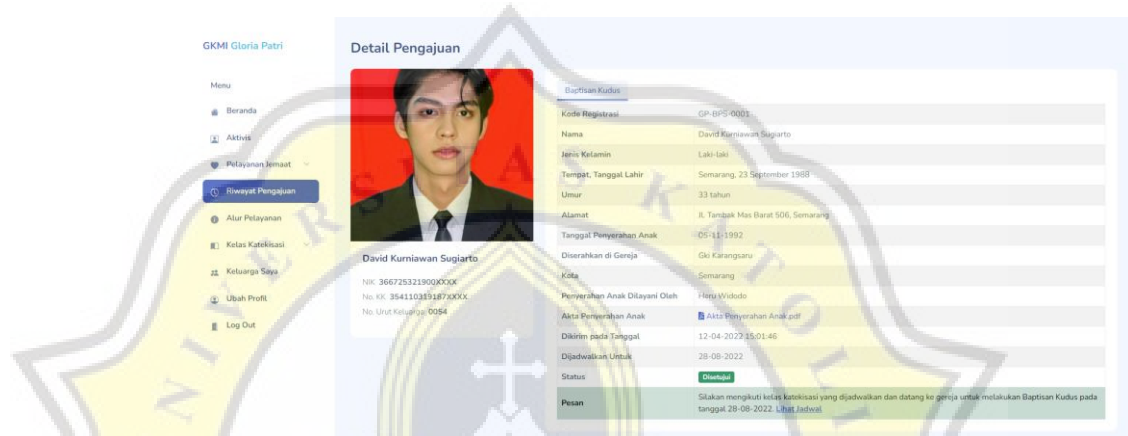 GKMI Gloria Patri
Menu
Beranda
Aktivis
Pelayanan Jemaat
Riwayat Pengajuan
Alur Pelayanan
Kelas Katekisasi
Keluarga Saya
Ubah Profil
Log Out
Detail Pengajuan
David Kurniawan Sugiarto
NIK: 366725321900XXXX
No. KK: 354110319187XXXX
No. Urut Keluarga: 0054
Baptisan Kudus
Kode Registrasi GP-BPS-0001
Nama David Kurniawan Sugiarto
Jenis Kelamin Laki-laki
Tempat, Tanggal Lahir Semarang, 23 September 1988
Umur 33 tahun
Alamat Jl. Tambak Mas Barat 506, Semarang
Tanggal Penyerahan Anak 05-11-1992
Diserahkan di Gereja Gki Karangsaru
Kota Semarang
Penyerahan Anak Dilayani Oleh Heru Widodo
Akta Penyerahan Anak Akta Penyerahan Anak.pdf
Dikirim pada Tanggal 12-04-2022 15:01:46
Dijadwalkan Untuk 28-08-2022
Status Disetujui
Pesan Silakan mengikuti kelas katekisasi yang dijadwalkan dan datang ke gereja untuk melakukan Baptisan Kudus pada
tanggal 28-08-2022. Lihat Jadwal